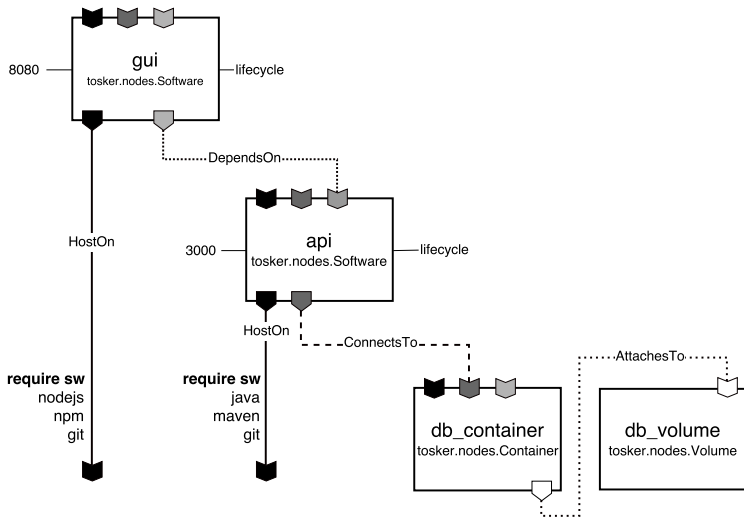 gui
tosker.nodes.Software
8080
lifecycle
DependsOn
HostOn
api
tosker.nodes.Software
3000
lifecycle
HostOn
ConnectsTo
AttachesTo
require sw
nodejs
npm
git
require sw
java
maven
git
db_container
tosker.nodes.Container
db_volume
tosker.nodes.Volume